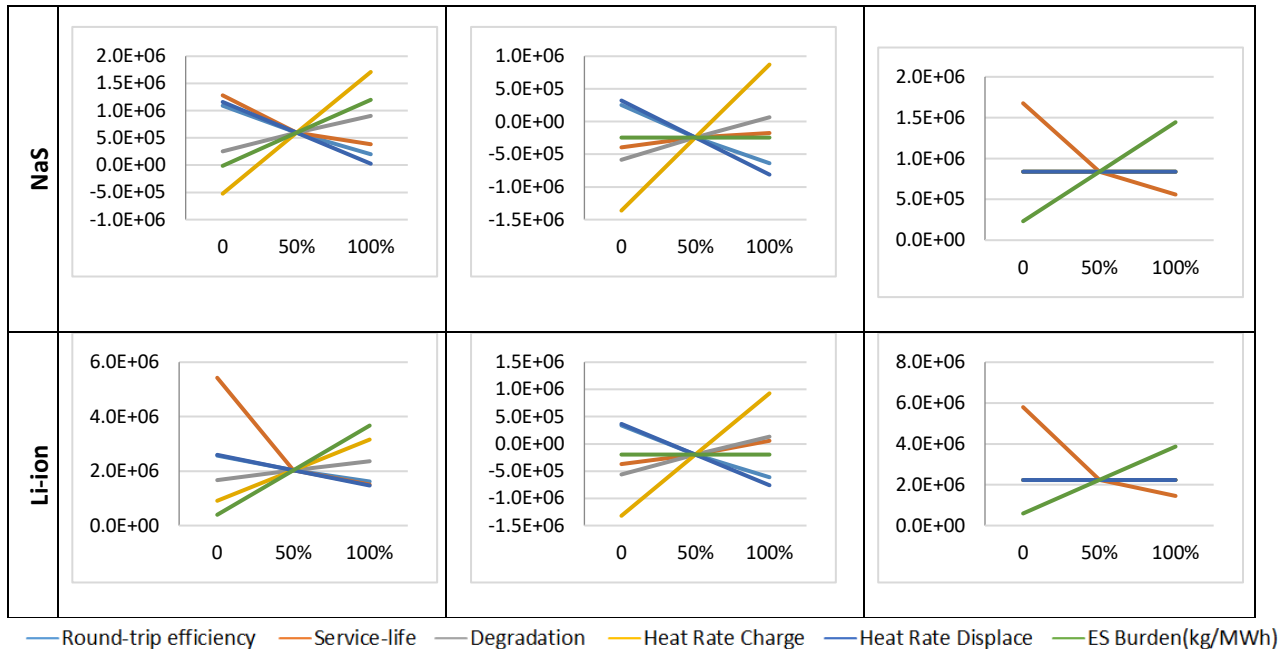 NaS
2.0E+06
1.5E+06
1.0E+06
5.0E+05
0.0E+00
-5.0E+05
-1.0E+06
0 50% 100%
1.0E+06
5.0E+05
0.0E+00
-5.0E+05
-1.0E+06
-1.5E+06
0 50% 100%
2.0E+06
1.5E+06
1.0E+06
5.0E+05
0.0E+00
0 50% 100%
Li-ion
6.0E+06
4.0E+06
2.0E+06
0.0E+00
0 50% 100%
1.5E+06
1.0E+06
5.0E+05
0.0E+00
-5.0E+05
-1.0E+06
-1.5E+06
0 50% 100%
8.0E+06
6.0E+06
4.0E+06
2.0E+06
0.0E+00
0 50% 100%
Round-trip efficiency Service-life Degradation Heat Rate Charge Heat Rate Displace ES Burden(kg/MWh)